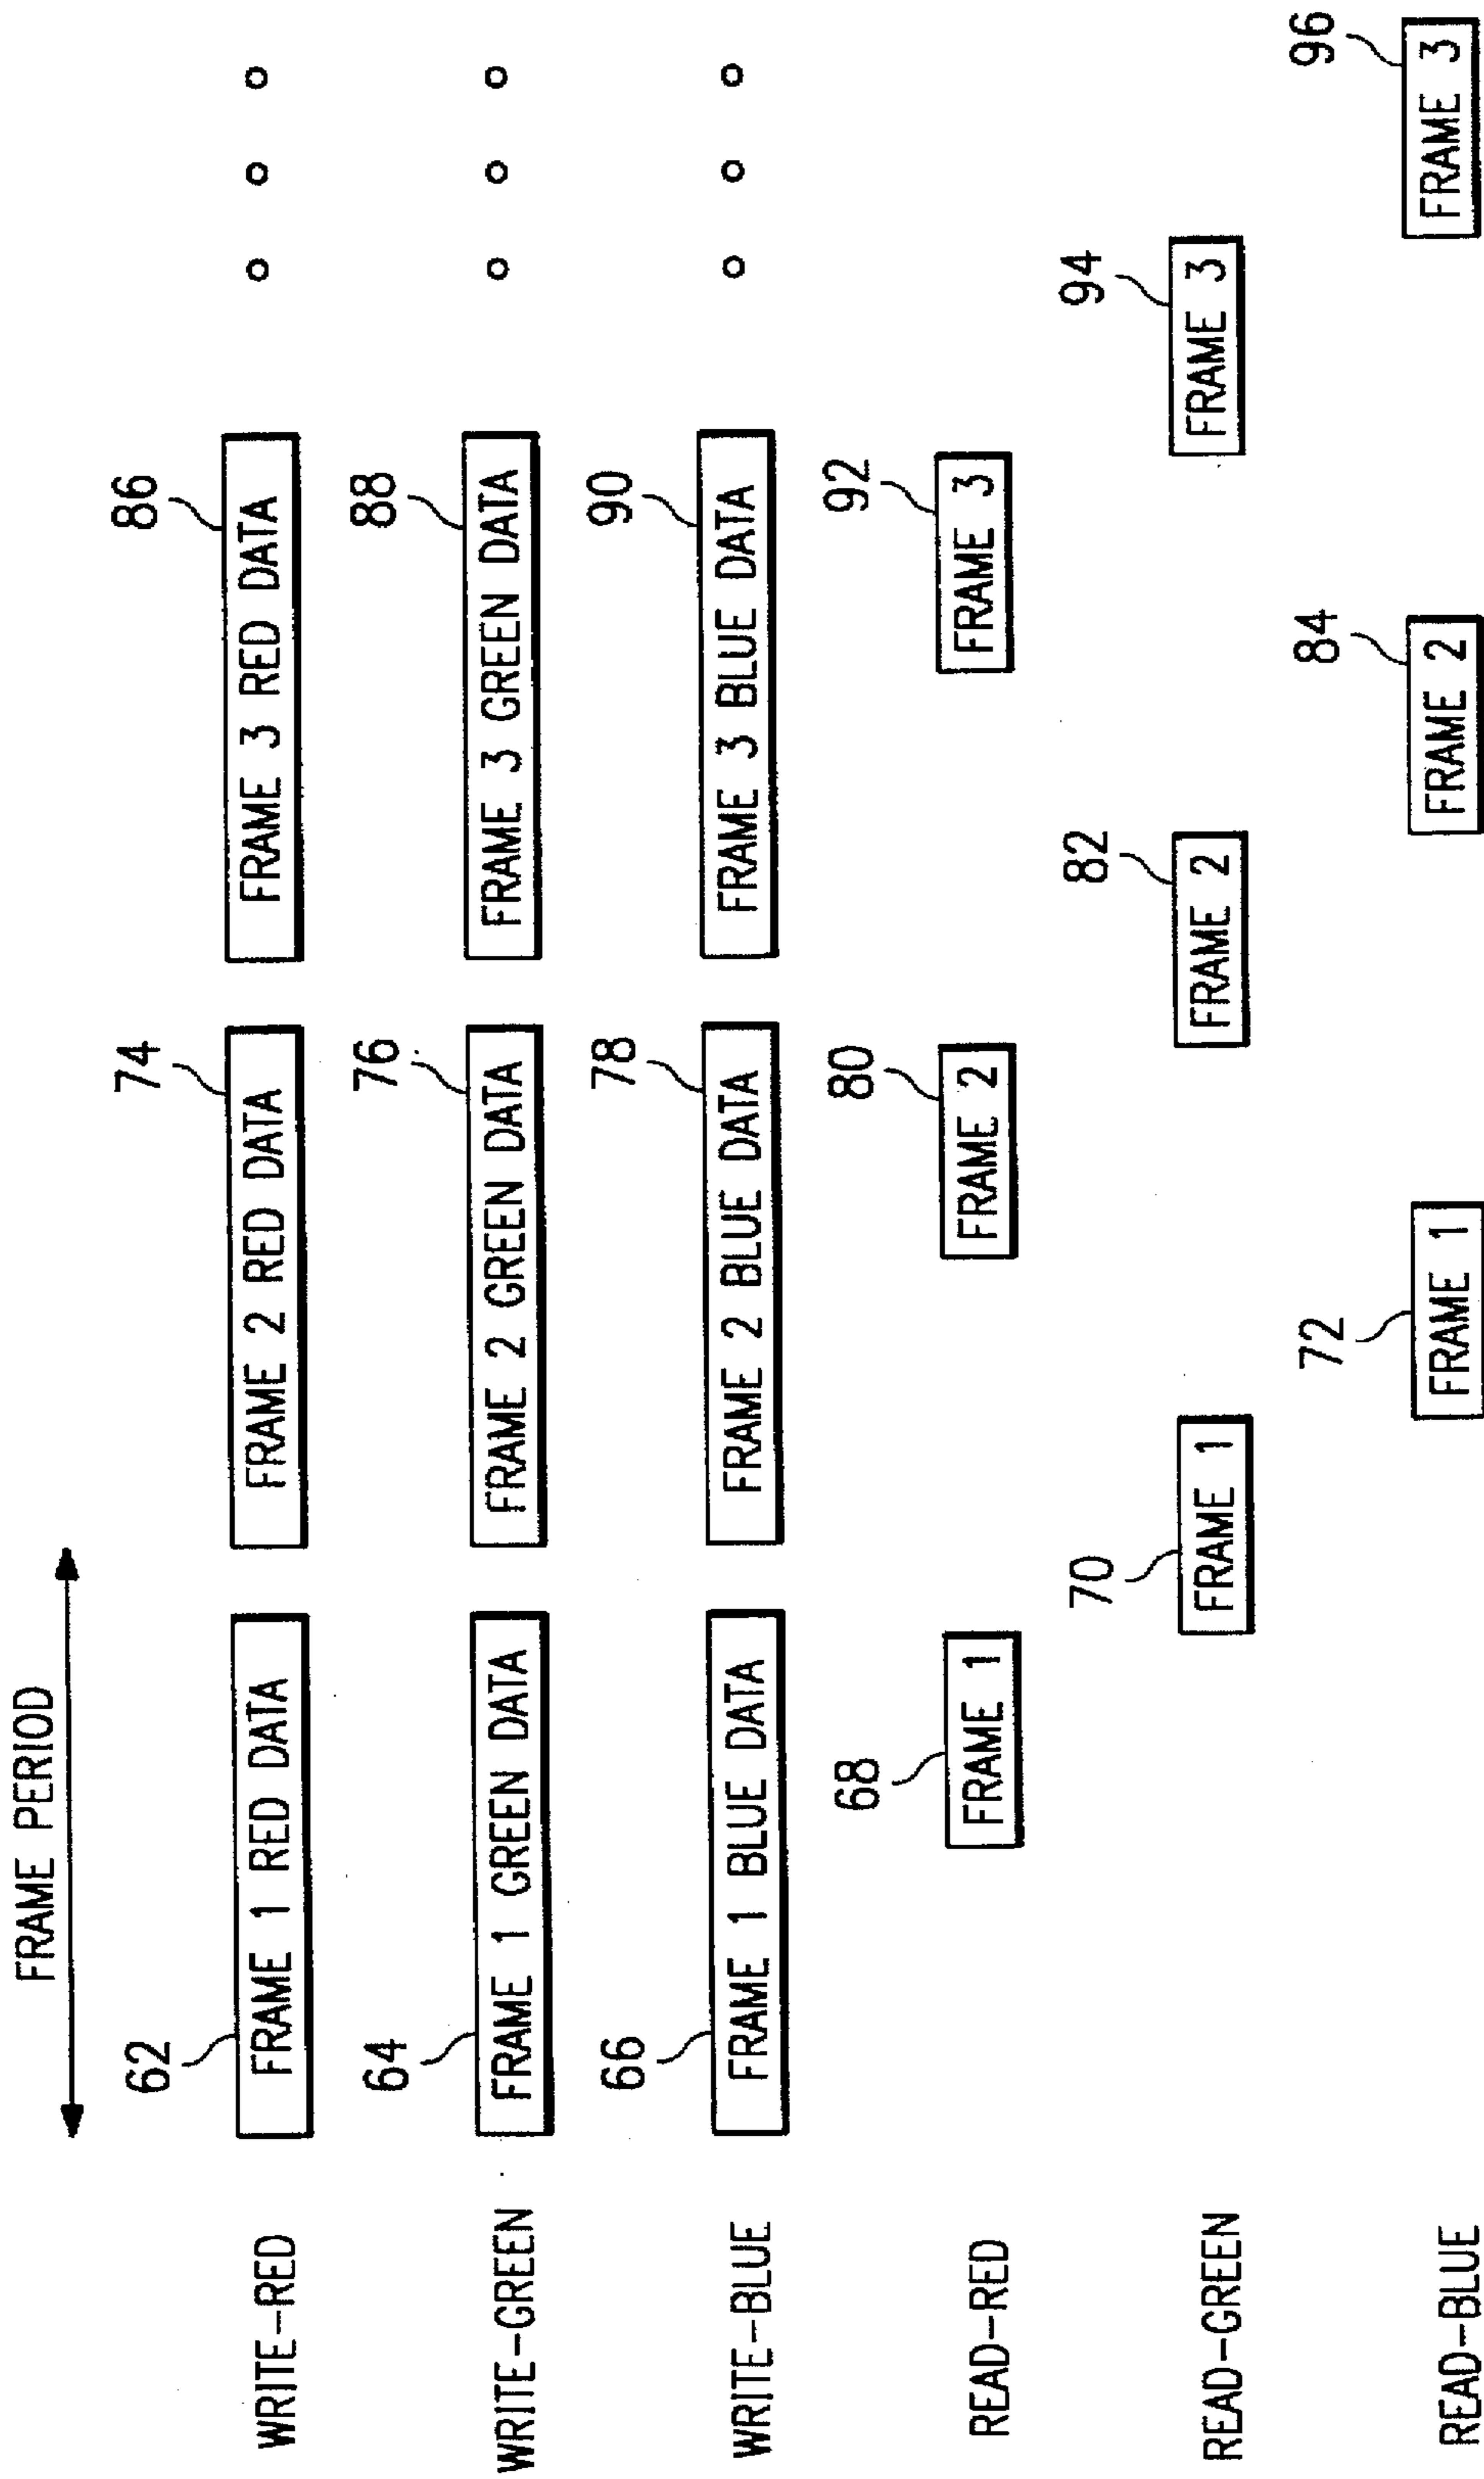 FRAME PERIOD
62
74
86
WRITE-RED
FRAME 1 RED DATA
FRAME 2 RED DATA
FRAME 3 RED DATA
64
76
88
WRITE-GREEN
FRAME 1 GREEN DATA
FRAME 2 GREEN DATA
FRAME 3 GREEN DATA
66
78
90
WRITE-BLUE
FRAME 1 BLUE DATA
FRAME 2 BLUE DATA
FRAME 3 BLUE DATA
68
80
92
READ-RED
FRAME 1
FRAME 2
FRAME 3
70
82
94
READ-GREEN
FRAME 1
FRAME 2
FRAME 3
72
84
96
READ-BLUE
FRAME 1
FRAME 2
FRAME 3